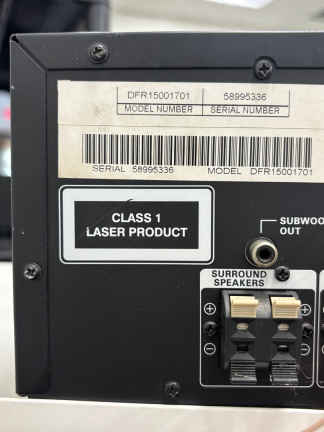 DFR15001701 58995336
MODEL NUMBER SERIAL NUMBER
SERIAL 58995336 MODEL DFR15001701
CLASS 1
LASER PRODUCT
OUT
SURROUND
SPEAKERS
+ +
− −